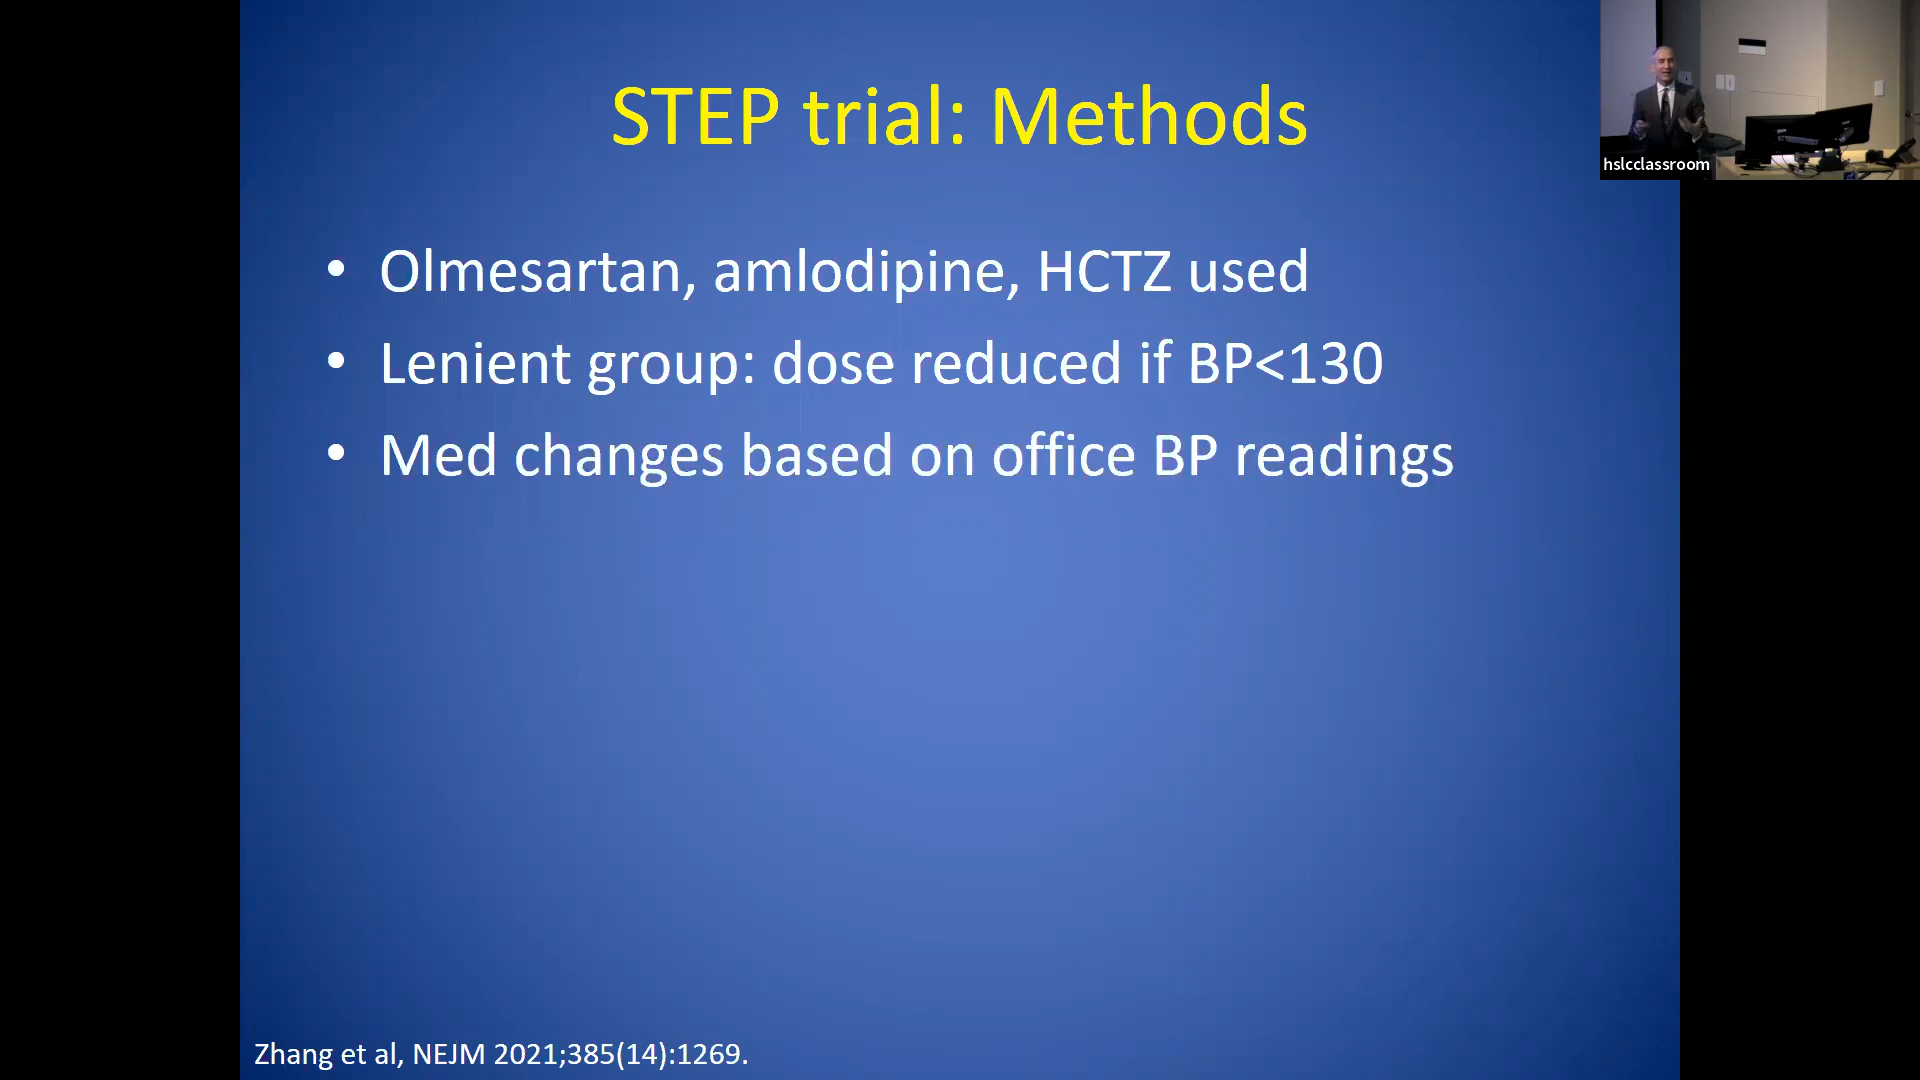 STEP trial: Methods
hslcclassroom
• Olmesartan, amlodipine, HCTZ used
• Lenient group: dose reduced if BP<130
• Med changes based on office BP readings
Zhang et al, NEJM 2021;385(14):1269.